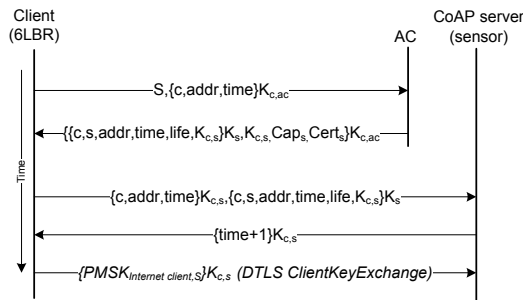 Client
(6LBR)
AC
CoAP server
(sensor)
S,{c,addr,time}Kc,ac
{{c,s,addr,time,life,Kc,s}Ks,Kc,s,Caps,Certs}Kc,ac
Time
{c,addr,time}Kc,s,{c,s,addr,time,life,Kc,s}Ks
{time+1}Kc,s
{PMSKInternet client,S}Kc,s (DTLS ClientKeyExchange)